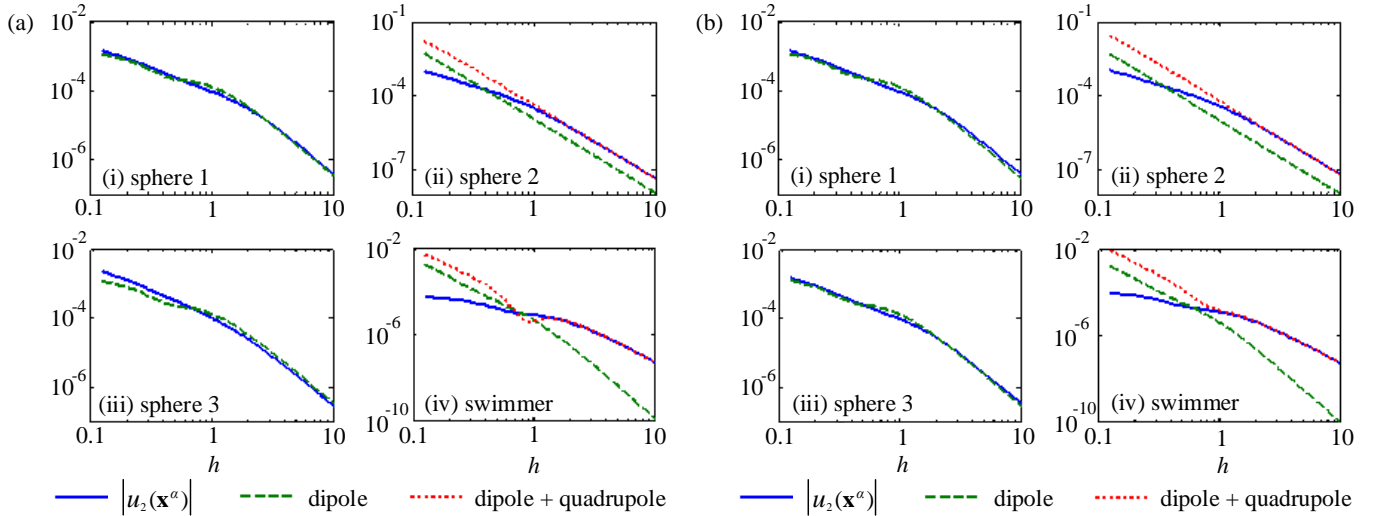 (a)
10^-2
10^-4
10^-6
0.1 1 10
(i) sphere 1
10^-1
10^-4
10^-7
0.1 1 10
(ii) sphere 2
10^-2
10^-4
10^-6
0.1 1 10
(iii) sphere 3
h
10^-2
10^-6
10^-10
0.1 1 10
(iv) swimmer
h
|u_2(x^α)| dipole dipole + quadrupole
(b)
10^-2
10^-4
10^-6
0.1 1 10
(i) sphere 1
10^-1
10^-4
10^-7
0.1 1 10
(ii) sphere 2
10^-2
10^-4
10^-6
0.1 1 10
(iii) sphere 3
h
10^-2
10^-6
10^-10
0.1 1 10
(iv) swimmer
h
|u_2(x^α)| dipole dipole + quadrupole